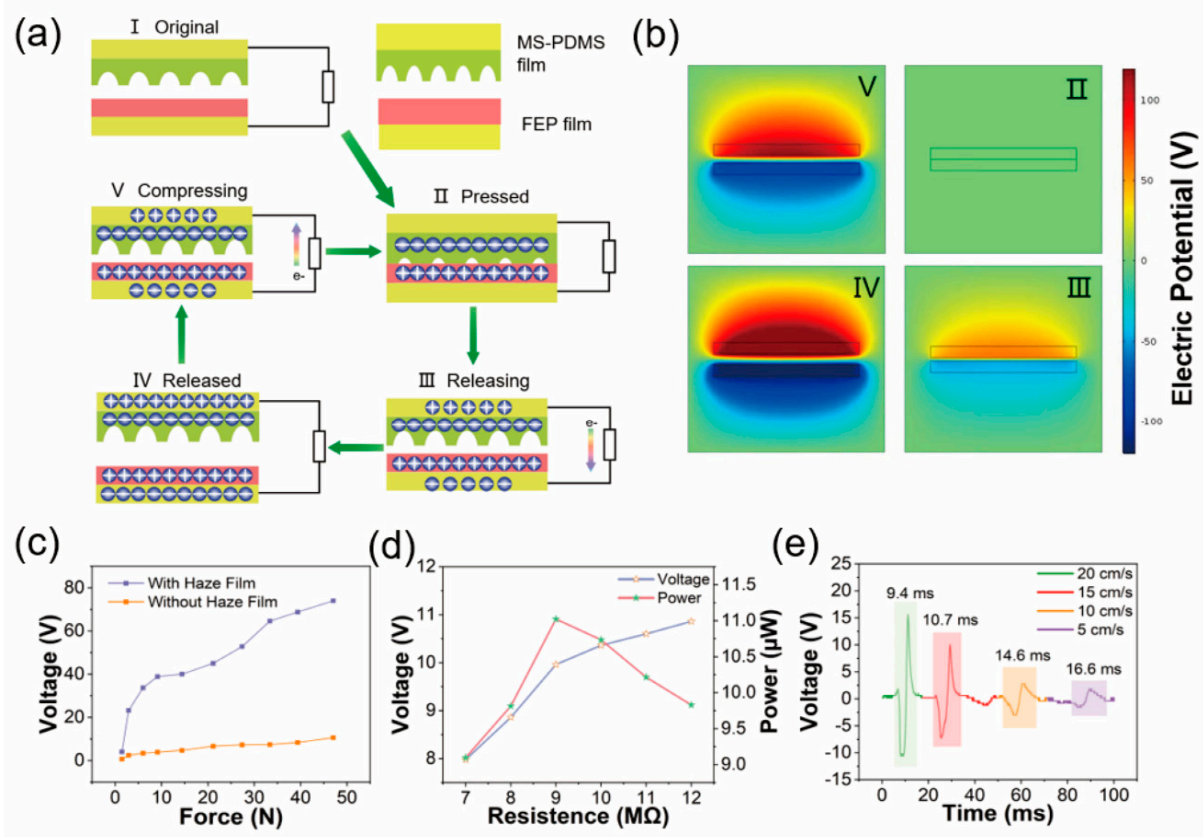 (a)
Ⅰ Original
MS-PDMS
film
FEP film
Ⅴ Compressing
e-
Ⅱ Pressed
Ⅳ Released
Ⅲ Releasing
e-
(b)
Ⅴ
Ⅱ
Ⅳ
Ⅲ
100
50
0
-50
-100
Electric Potential (V)
(c)
80
60
40
20
0
Voltage (V)
With Haze Film
Without Haze Film
0
10
20
30
40
50
Force (N)
(d)
12
11
10
9
8
Voltage (V)
Voltage
Power
11.5
11.0
10.5
10.0
9.5
9.0
Power (μW)
7
8
9
10
11
12
Resistence (MΩ)
(e)
25
20
15
10
5
0
-5
-10
-15
Voltage (V)
20 cm/s
15 cm/s
10 cm/s
5 cm/s
9.4 ms
10.7 ms
14.6 ms
16.6 ms
0
20
40
60
80
100
Time (ms)